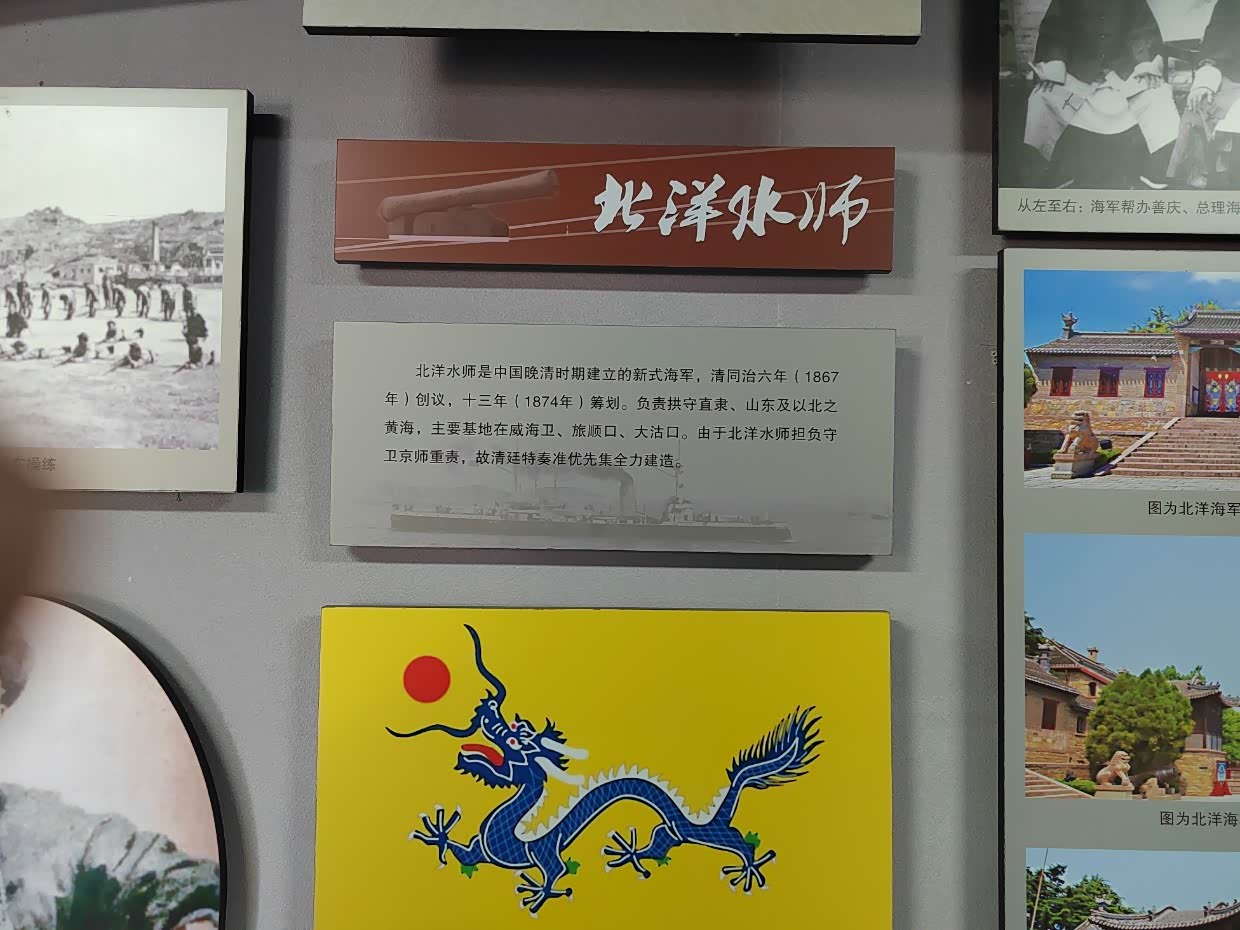 北洋水师
北洋水师是中国晚清时期建立的新式海军，清同治六年（1867
年）创议，十三年（1874年）筹划。负责拱守直隶、山东及以北之
黄海，主要基地在威海卫、旅顺口、大沽口。由于北洋水师担负守
卫京师重责，故清廷特奏准优先集全力建造。
操练
从左至右：海军帮办善庆、总理海
图为北洋海军
图为北洋海